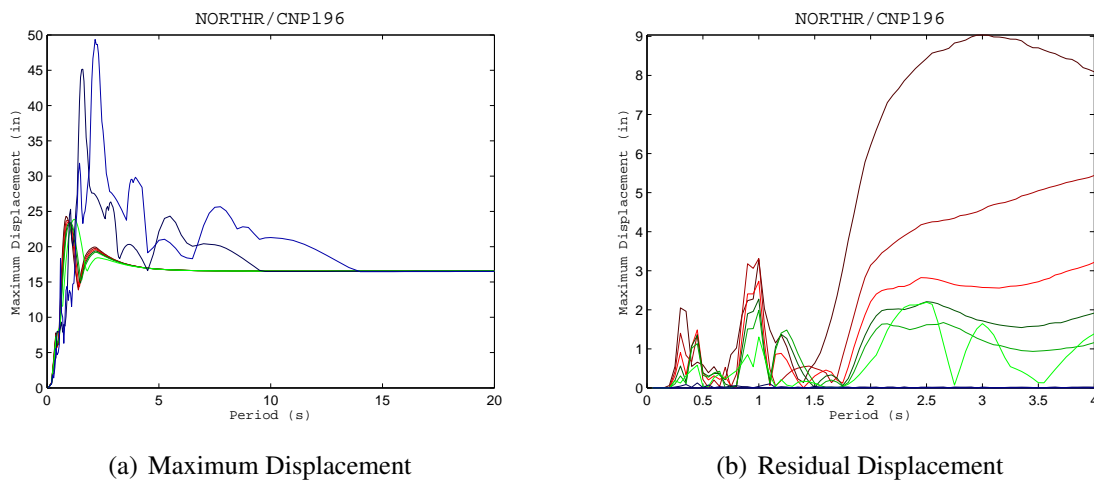 NORTHR/CNP196
Maximum Displacement (in)
50
45
40
35
30
25
20
15
10
5
0
0 5 10 15 20
Period (s)
(a) Maximum Displacement
NORTHR/CNP196
Maximum Displacement (in)
9
8
7
6
5
4
3
2
1
0
0 0.5 1 1.5 2 2.5 3 3.5 4
Period (s)
(b) Residual Displacement